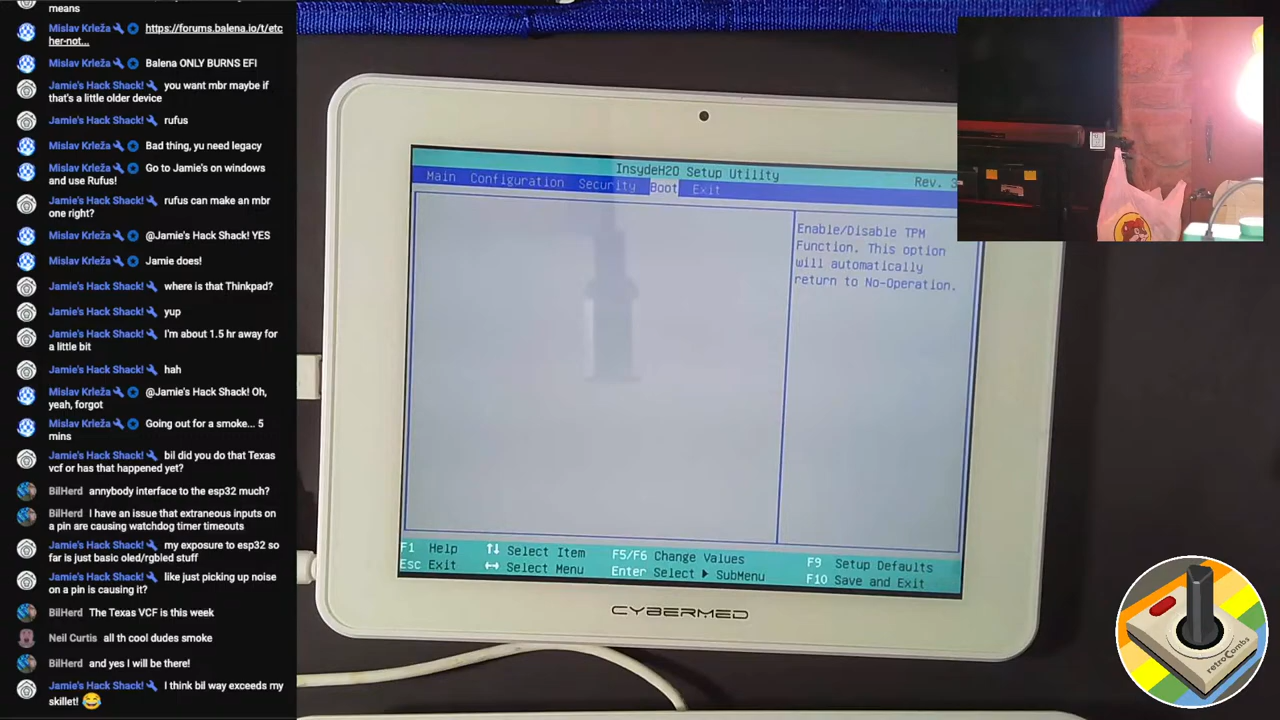 means
Mislav Krleža https://forums.balena.io/t/etc
her-not...
Mislav Krleža Balena ONLY BURNS EFI
Jamie's Hack Shack! you want mbr maybe if
that's a little older device
Jamie's Hack Shack! rufus
Mislav Krleža Bad thing, yu need legacy
Mislav Krleža Go to Jamie's on windows
and use Rufus!
Jamie's Hack Shack! rufus can make an mbr
one right?
Mislav Krleža @Jamie's Hack Shack! YES
Mislav Krleža Jamie does!
Jamie's Hack Shack! where is that Thinkpad?
Jamie's Hack Shack! yup
Jamie's Hack Shack! I'm about 1.5 hr away for
a little bit
Jamie's Hack Shack! hah
Mislav Krleža @Jamie's Hack Shack! Oh,
yeah, forgot
Mislav Krleža Going out for a smoke... 5
mins
Jamie's Hack Shack! bil did you do that Texas
vcf or has that happened yet?
BilHerd annybody interface to the esp32 much?
BilHerd I have an issue that extraneous inputs on
a pin are causing watchdog timer timeouts
Jamie's Hack Shack! my exposure to esp32 so
far is just basic oled/rgbled stuff
Jamie's Hack Shack! like just picking up noise
on a pin is causing it?
BilHerd The Texas VCF is this week
Neil Curtis all th cool dudes smoke
BilHerd and yes I will be there!
Jamie's Hack Shack! I think bil way exceeds my
skillet! 😂
InsydeH2O Setup Utility
Rev. 3
Main Configuration Security Boot Exit
Enable/Disable TPM
Function. This option
will automatically
return to No-Operation.
F1 Help ↑↓ Select Item F5/F6 Change Values F9 Setup Defaults
Esc Exit ↔ Select Menu Enter Select ▶ SubMenu F10 Save and Exit
CYBERMED
retroCombs